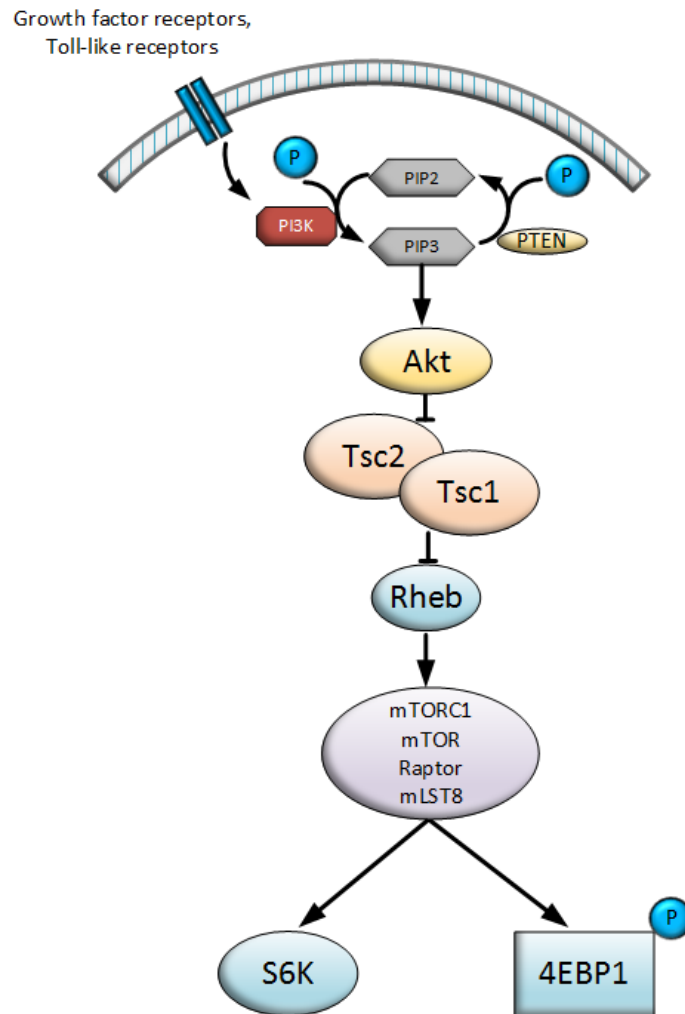 Growth factor receptors,
Toll-like receptors
P
PIP2
P
PI3K
PIP3
PTEN
Akt
Tsc2
Tsc1
Rheb
mTORC1
mTOR
Raptor
mLST8
P
S6K
4EBP1